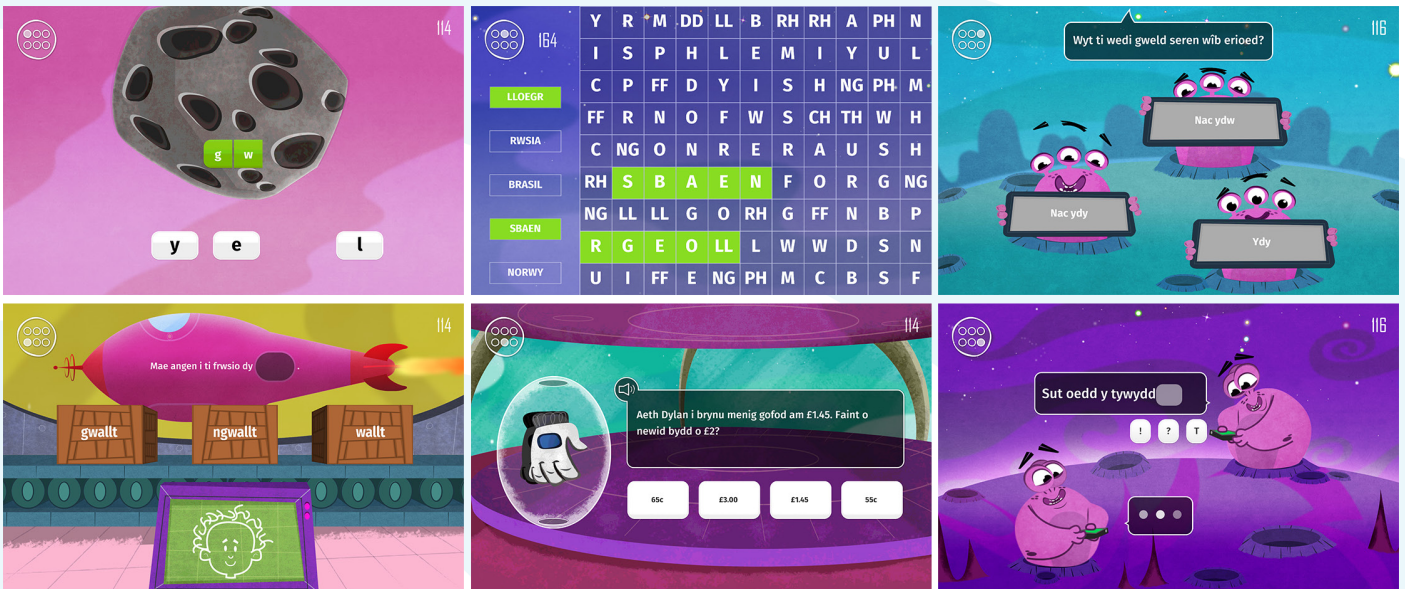 114
g w
y e l
164
LLOEGR
RWSIA
BRASIL
SBAEN
NORWY
Y R M DD LL B RH RH A PH N
I S P H L E M I Y U L
C P FF D Y I S H NG PH M
FF R N O F W S CH TH W H
C NG O N R E R A U S H
RH S B A E N F O R G NG
NG LL LL G O RH G FF N B P
R G E O LL L W W D S N
U I FF E NG PH M C B S F
116
Wyt ti wedi gweld seren wîb erioed?
Nac ydw
Nac ydy
Ydy
114
Mae angen i ti frwsio dy .
gwallt ngwallt wallt
114
Aeth Dylan i brynu menig gofod am £1.45. Faint o
newid bydd o £2?
65c £3.00 £1.45 55c
116
Sut oedd y tywydd
! ? T